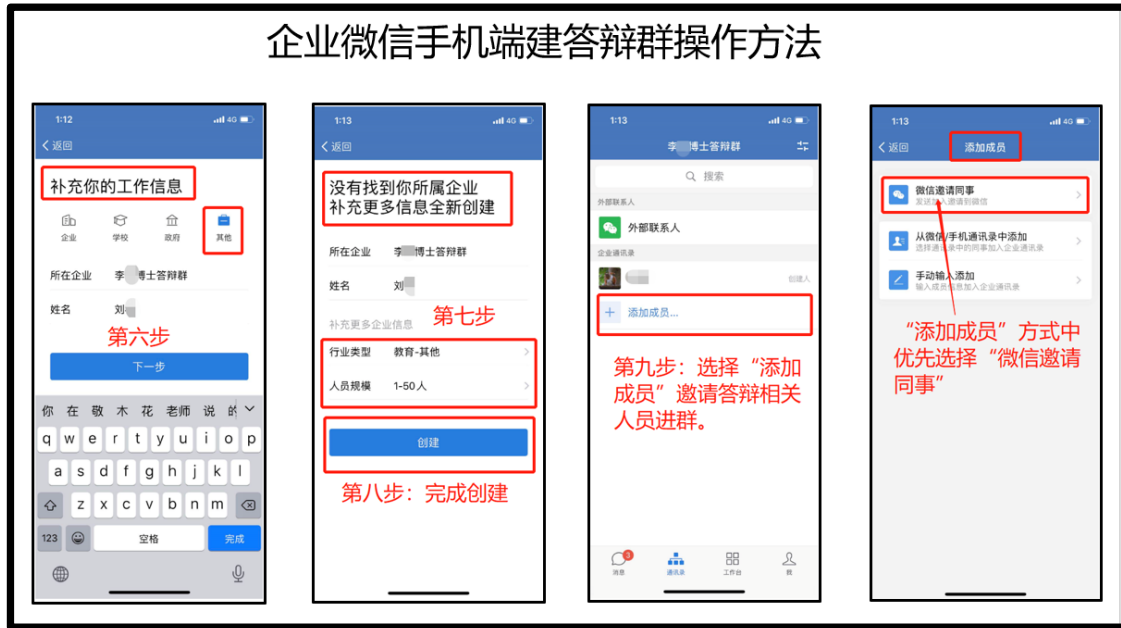 企业微信手机端建答辩群操作方法
1:12
4G
返回
补充你的工作信息
企业 学校 政府 其他
所在企业 李 博士答辩群
姓名 刘
第六步
下一步
你 在 敬 木 花 老师 说 的
q w e r t y u i o p
a s d f g h j k l
z x c v b n m
123 空格 完成
1:13
4G
返回
没有找到你所属企业
补充更多信息全新创建
所在企业 李 博士答辩群
姓名 刘
第七步
补充更多企业信息
行业类型 教育-其他
人员规模 1-50人
创建
第八步：完成创建
1:13
4G
李 博士答辩群
搜索
外部联系人
外部联系人
企业通讯录
创建人
添加成员...
第九步：选择“添加
成员”邀请答辩相关
人员进群。
3
消息 通讯录 工作台 我
1:13
4G
返回 添加成员
微信邀请同事
发送加入邀请到微信
从微信/手机通讯录中添加
选择通讯录中的同事加入企业通讯录
手动输入添加
输入成员信息加入企业通讯录
“添加成员”方式中
优先选择“微信邀请
同事”